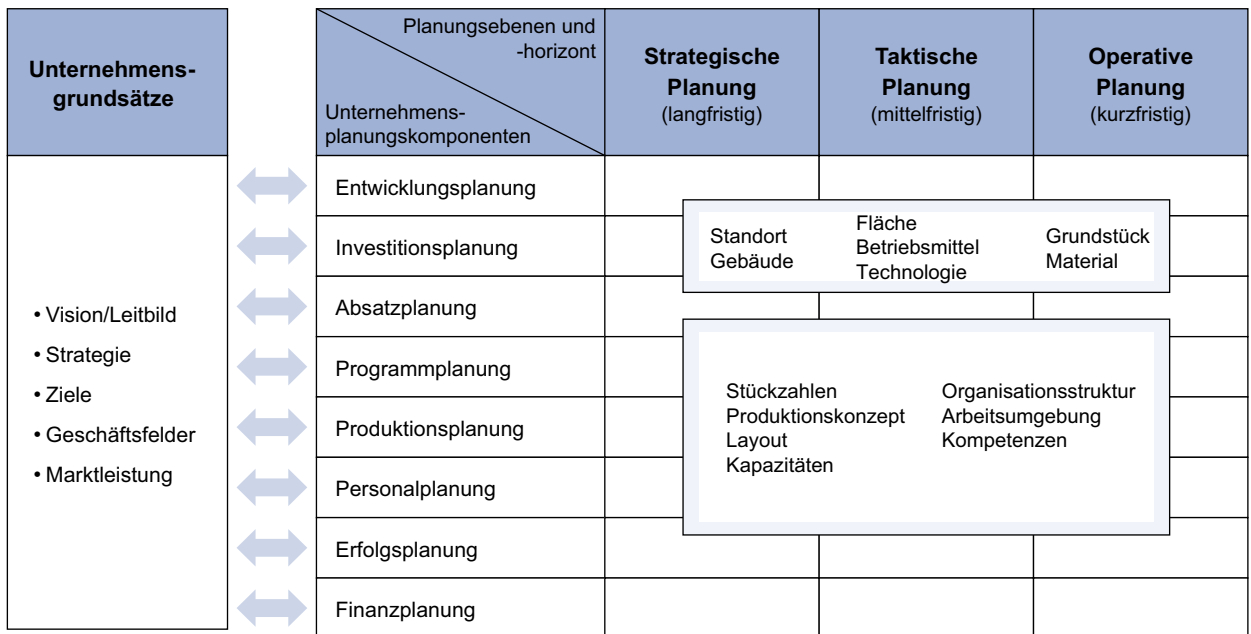 Unternehmens-
grundsätze
• Vision/Leitbild
• Strategie
• Ziele
• Geschäftsfelder
• Marktleistung
Planungsebenen und
-horizont
Unternehmens-
planungskomponenten
Strategische
Planung
(langfristig)
Taktische
Planung
(mittelfristig)
Operative
Planung
(kurzfristig)
Entwicklungsplanung
Investitionsplanung
Absatzplanung
Programmplanung
Produktionsplanung
Personalplanung
Erfolgsplanung
Finanzplanung
Standort
Gebäude
Fläche
Betriebsmittel
Technologie
Grundstück
Material
Stückzahlen
Produktionskonzept
Layout
Kapazitäten
Organisationsstruktur
Arbeitsumgebung
Kompetenzen